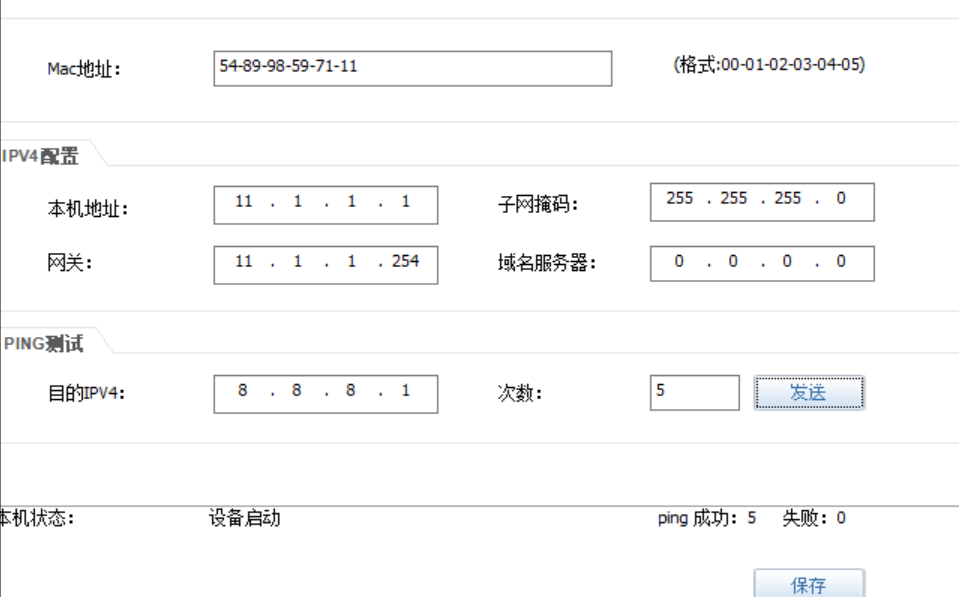 Mac地址： 54-89-98-59-71-11 (格式:00-01-02-03-04-05)
IPV4配置
本机地址： 11 . 1 . 1 . 1 子网掩码： 255 . 255 . 255 . 0
网关： 11 . 1 . 1 . 254 域名服务器： 0 . 0 . 0 . 0
PING测试
目的IPV4： 8 . 8 . 8 . 1 次数： 5 发送
本机状态： 设备启动 ping 成功： 5 失败： 0
保存